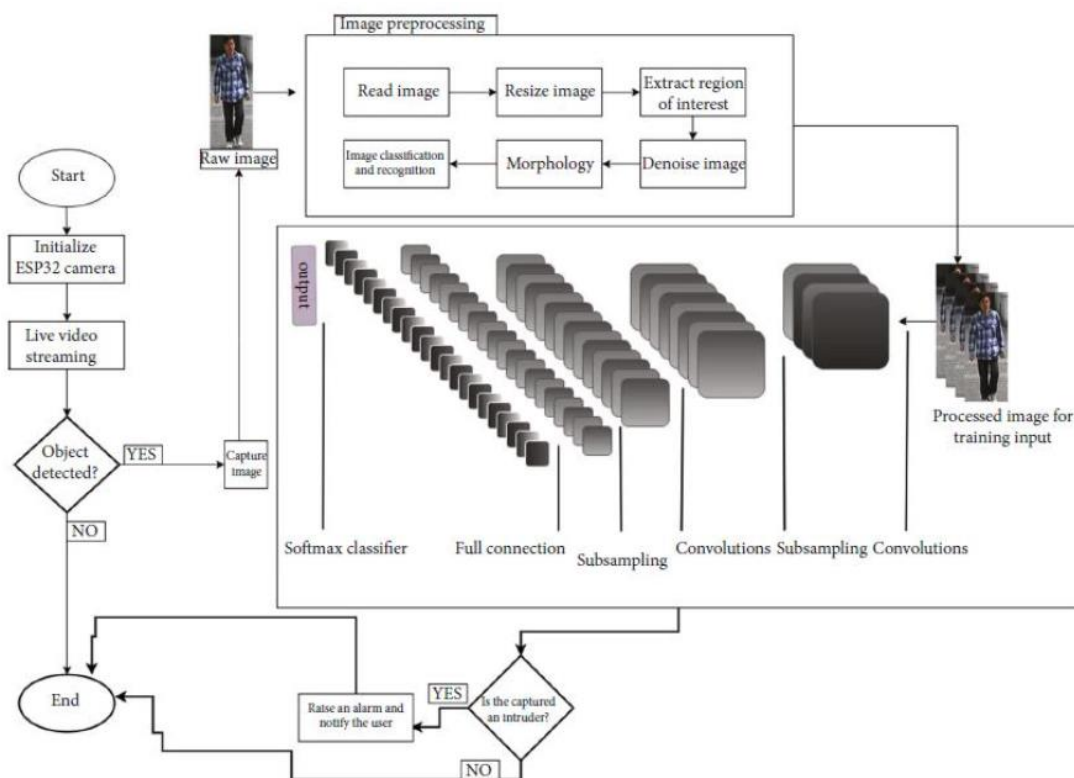 Image preprocessing
Read image
Resize image
Extract region
of interest
Image classification
and recognition
Morphology
Denoise image
Raw image
Start
Initialize
ESP32 camera
Live video
streaming
Object
detected?
YES
Capture
image
NO
End
output
Processed image for
training input
Softmax classifier
Full connection
Subsampling
Convolutions
Subsampling
Convolutions
Is the captured
an intruder?
YES
Raise an alarm and
notify the user
NO